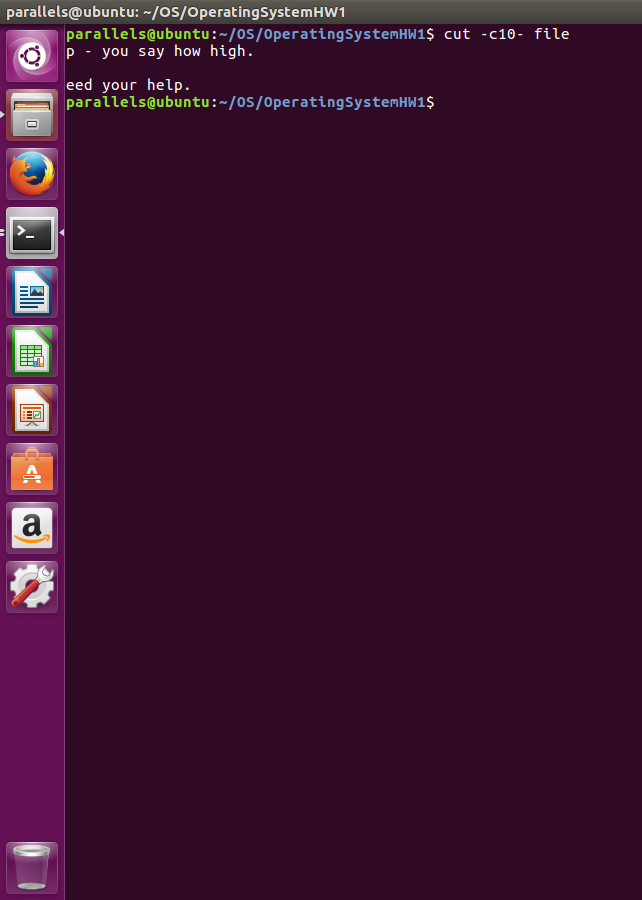 parallels@ubuntu: ~/OS/OperatingSystemHW1
parallels@ubuntu:~/OS/OperatingSystemHW1$ cut -c10- file
p - you say how high.
eed your help.
parallels@ubuntu:~/OS/OperatingSystemHW1$
>_
A
a